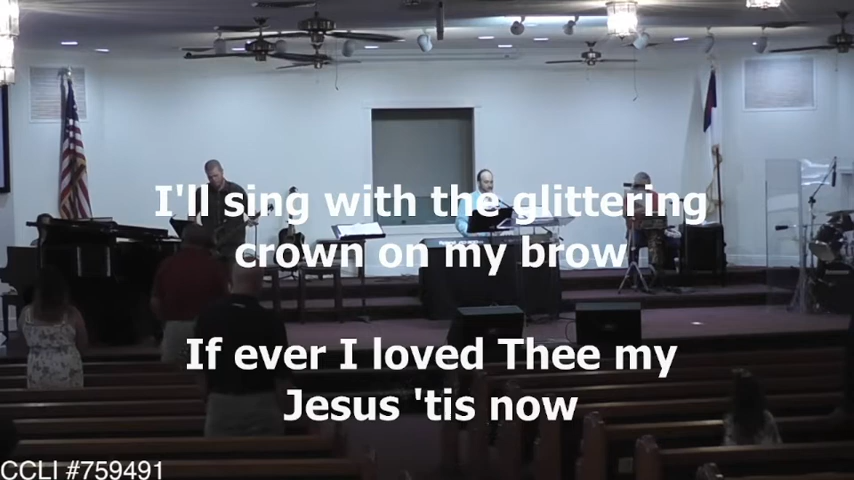 I'll sing with the glittering
crown on my brow
If ever I loved Thee my
Jesus 'tis now
CCLI #759491